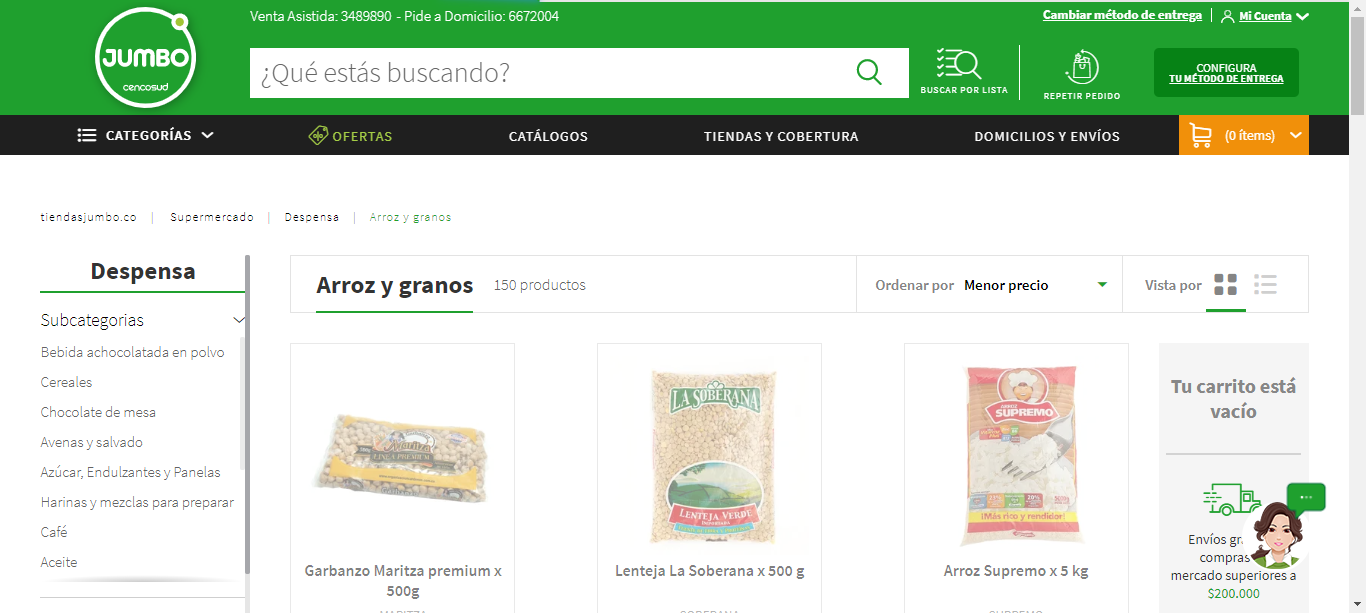 Venta Asistida: 3489890 - Pide a Domicilio: 6672004
Cambiar método de entrega
Mi Cuenta
JUMBO
cencosud
¿Qué estás buscando?
BUSCAR POR LISTA
REPETIR PEDIDO
CONFIGURA
TU MÉTODO DE ENTREGA
CATEGORÍAS
OFERTAS
CATÁLOGOS
TIENDAS Y COBERTURA
DOMICILIOS Y ENVÍOS
(0 ítems)
tiendasjumbo.co | Supermercado | Despensa | Arroz y granos
Despensa
Subcategorias
Bebida achocolatada en polvo
Cereales
Chocolate de mesa
Avenas y salvado
Azúcar, Endulzantes y Panelas
Harinas y mezclas para preparar
Café
Aceite
Arroz y granos
150 productos
Ordenar por Menor precio
Vista por
Maritza
LINEA PREMIUM
Garbanzo Maritza premium x
500g
LA SOBERANA
LENTEJA VERDE
Lenteja La Soberana x 500 g
ARROZ
SUPREMO
¡Más rico y rendidor!
Arroz Supremo x 5 kg
Tu carrito está
vacío
Envíos gr
compras
mercado superiores a
$200.000